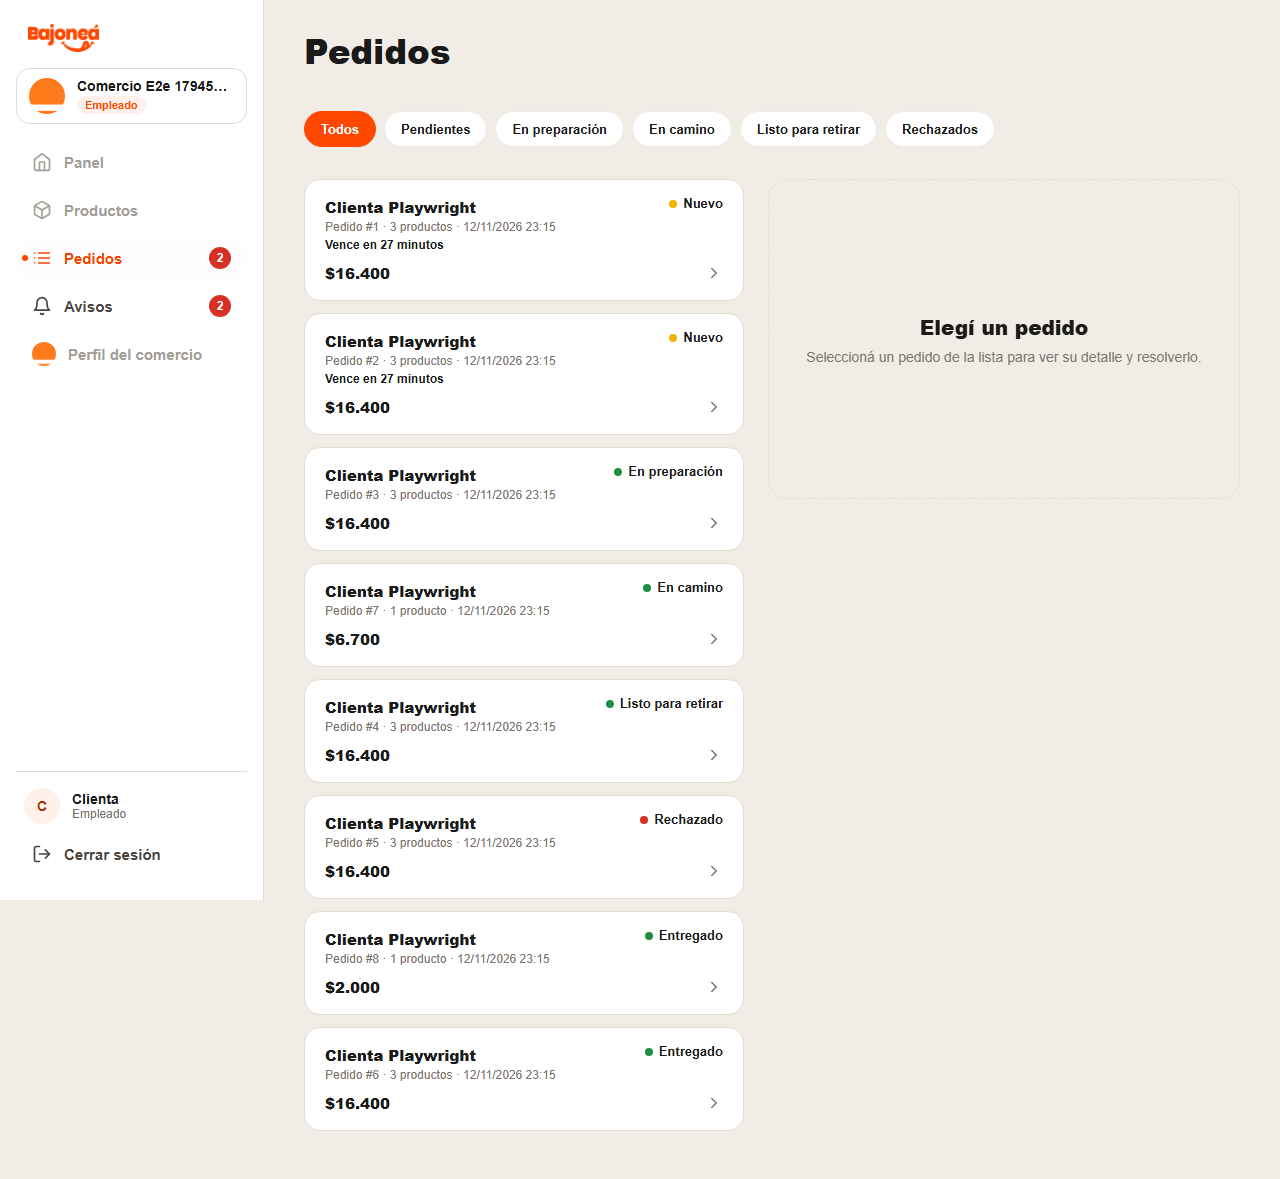 Bajoneá
Comercio E2e 17945...
Empleado
Panel
Productos
Pedidos
2
Avisos
2
Perfil del comercio
C
Clienta
Empleado
Cerrar sesión
Pedidos
Todos
Pendientes
En preparación
En camino
Listo para retirar
Rechazados
Clienta Playwright
Nuevo
Pedido #1 · 3 productos · 12/11/2026 23:15
Vence en 27 minutos
$16.400
Clienta Playwright
Nuevo
Pedido #2 · 3 productos · 12/11/2026 23:15
Vence en 27 minutos
$16.400
Clienta Playwright
En preparación
Pedido #3 · 3 productos · 12/11/2026 23:15
$16.400
Clienta Playwright
En camino
Pedido #7 · 1 producto · 12/11/2026 23:15
$6.700
Clienta Playwright
Listo para retirar
Pedido #4 · 3 productos · 12/11/2026 23:15
$16.400
Clienta Playwright
Rechazado
Pedido #5 · 3 productos · 12/11/2026 23:15
$16.400
Clienta Playwright
Entregado
Pedido #8 · 1 producto · 12/11/2026 23:15
$2.000
Clienta Playwright
Entregado
Pedido #6 · 3 productos · 12/11/2026 23:15
$16.400
Elegí un pedido
Seleccioná un pedido de la lista para ver su detalle y resolverlo.